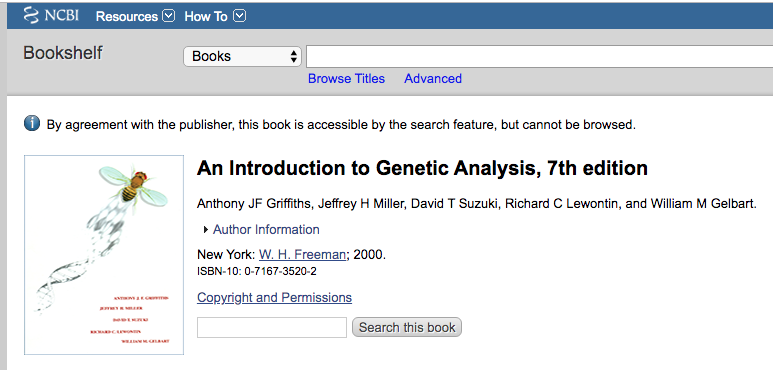 NCBI Resources How To
Bookshelf
Books
Browse Titles Advanced
By agreement with the publisher, this book is accessible by the search feature, but cannot be browsed.
An Introduction to Genetic Analysis, 7th edition
Anthony JF Griffiths, Jeffrey H Miller, David T Suzuki, Richard C Lewontin, and William M Gelbart.
Author Information
New York: W. H. Freeman; 2000.
ISBN-10: 0-7167-3520-2
Copyright and Permissions
Search this book
ANTHONY J. F. GRIFFITHS
JEFFREY H. MILLER
DAVID T. SUZUKI
RICHARD C. LEWONTIN
WILLIAM M. GELBART